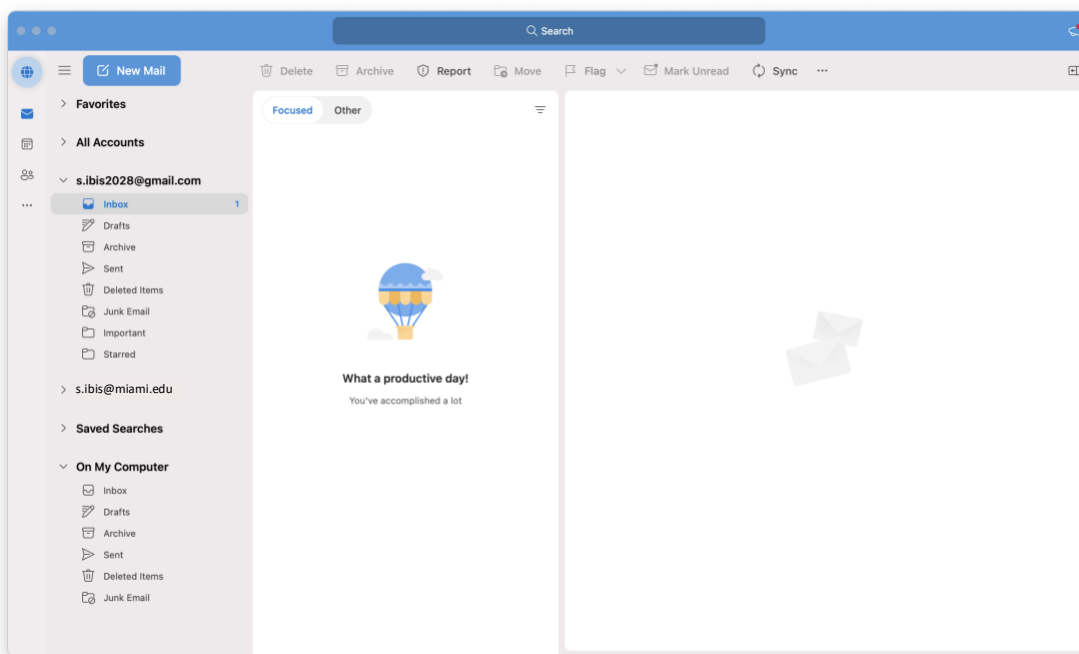 Search
New Mail
Delete
Archive
Report
Move
Flag
Mark Unread
Sync
Favorites
All Accounts
s.ibis2028@gmail.com
Inbox 1
Drafts
Archive
Sent
Deleted Items
Junk Email
Important
Starred
s.ibis@miami.edu
Saved Searches
On My Computer
Inbox
Drafts
Archive
Sent
Deleted Items
Junk Email
Focused
Other
What a productive day!
You've accomplished a lot